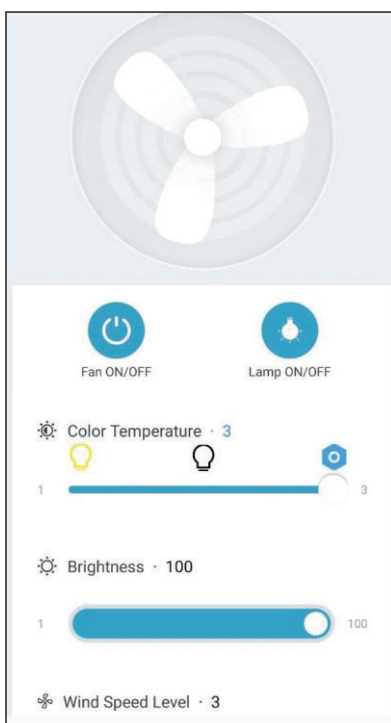 Fan ON/OFF Lamp ON/OFF
Color Temperature · 3
1 3
Brightness · 100
1 100
Wind Speed Level · 3